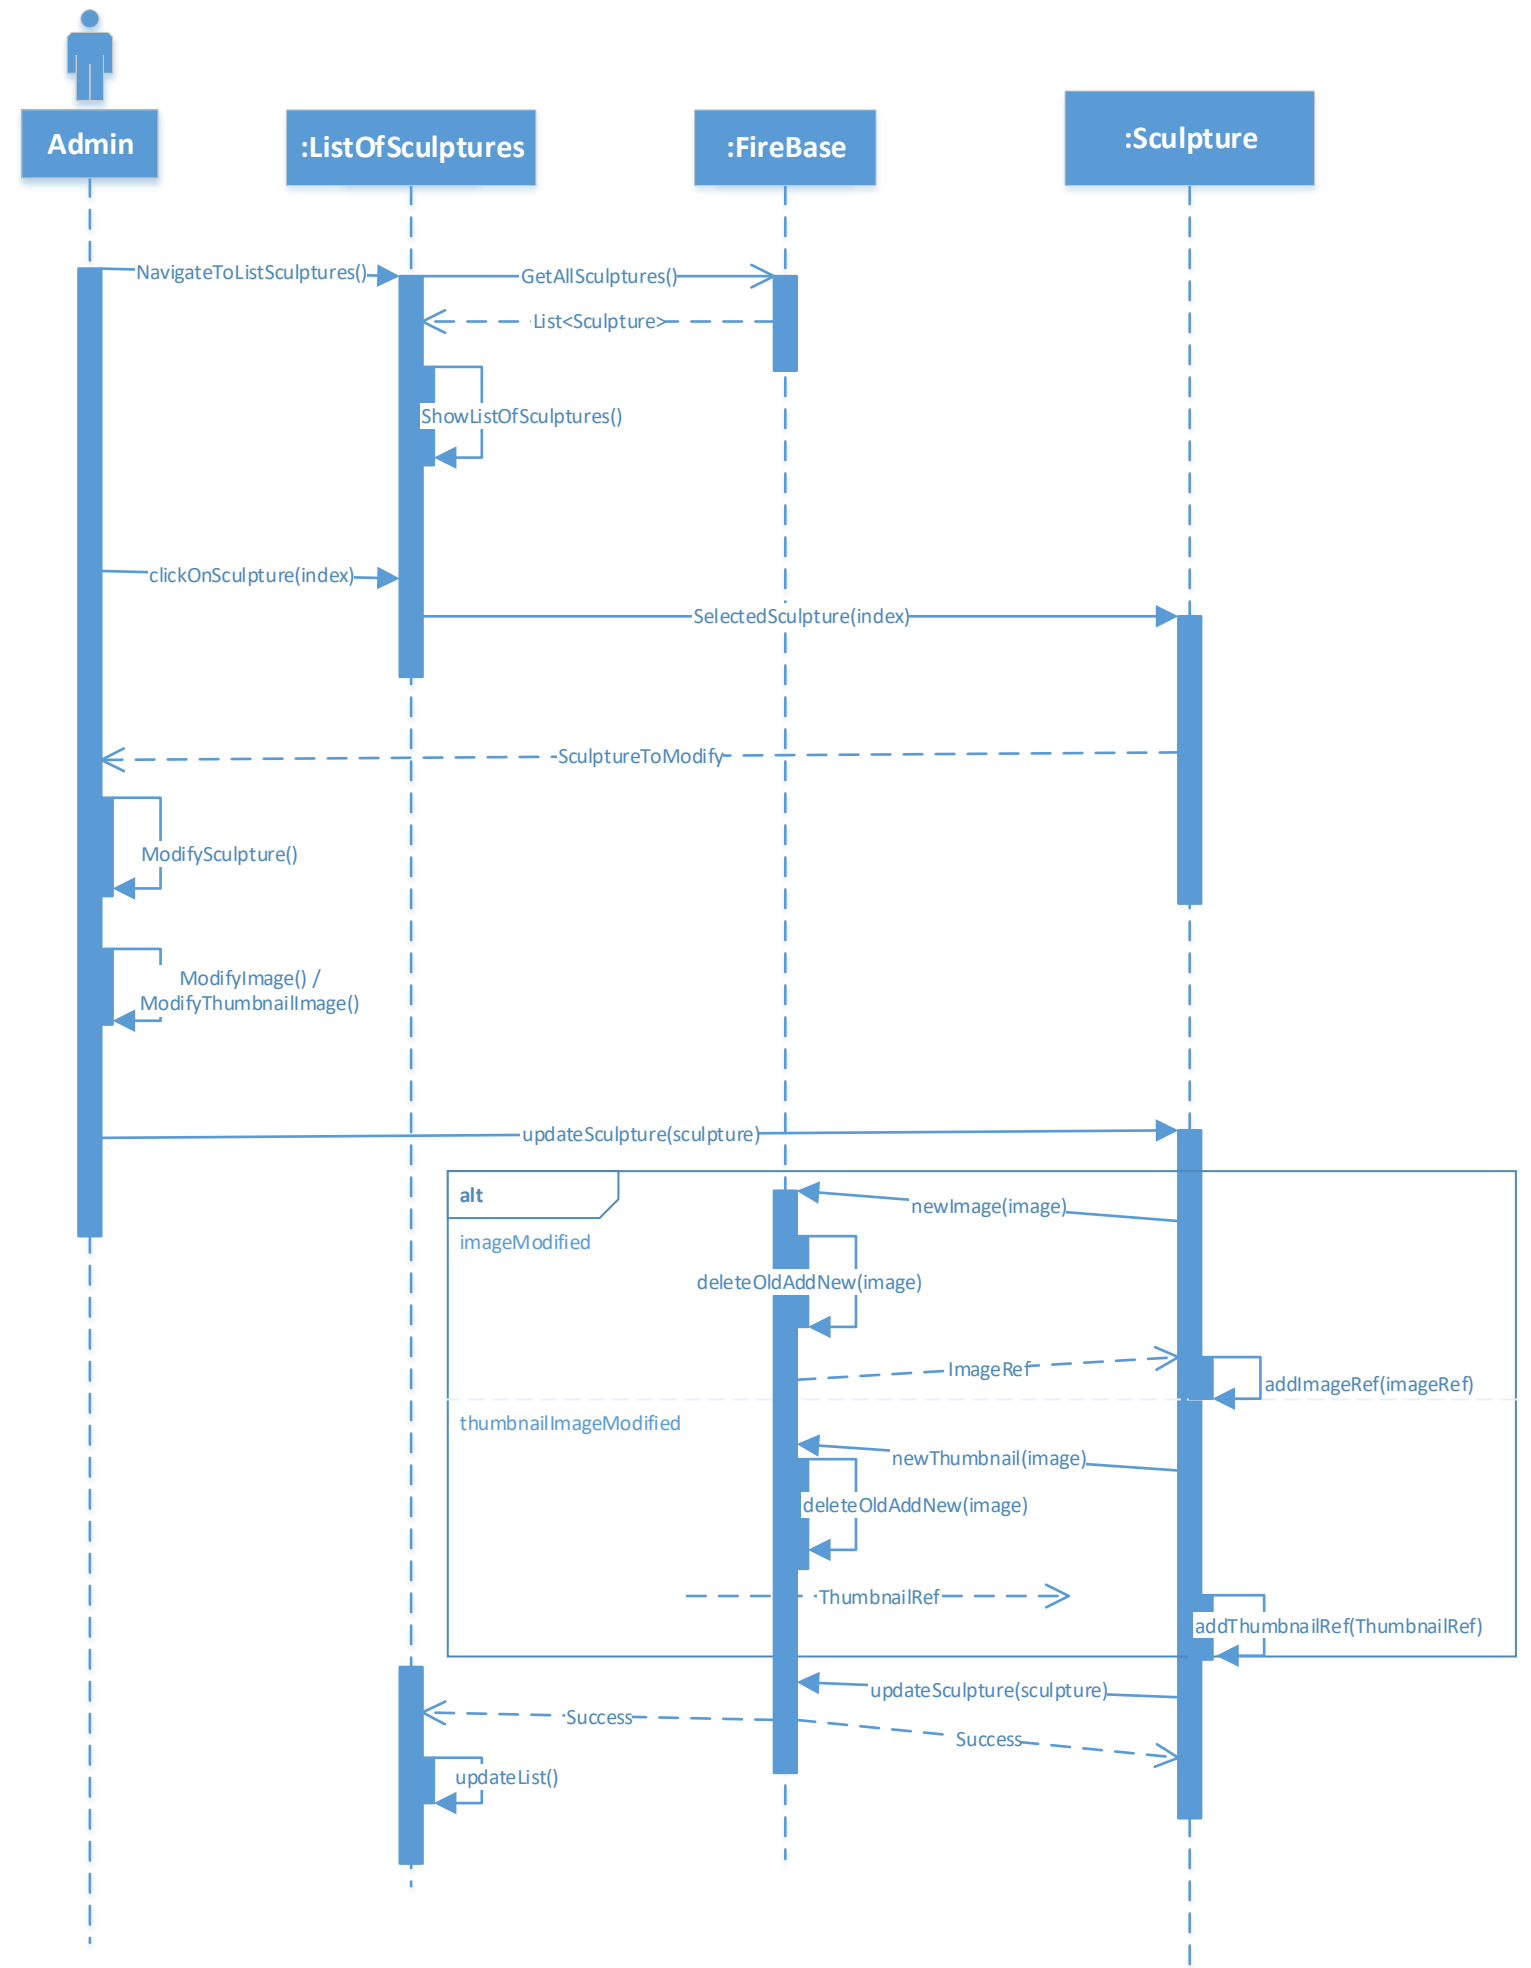 Admin
:ListOfSculptures
:FireBase
:Sculpture
NavigateToListSculptures()
GetAllSculptures()
List<Sculpture>
ShowListOfSculptures()
clickOnSculpture(index)
SelectedSculpture(index)
SculptureToModify
ModifySculpture()
ModifyImage() /
ModifyThumbnailImage()
updateSculpture(sculpture)
alt
newImage(image)
imageModified
deleteOldAddNew(image)
ImageRef
addImageRef(imageRef)
thumbnailImageModified
newThumbnail(image)
deleteOldAddNew(image)
ThumbnailRef
addThumbnailRef(ThumbnailRef)
updateSculpture(sculpture)
Success
Success
updateList()